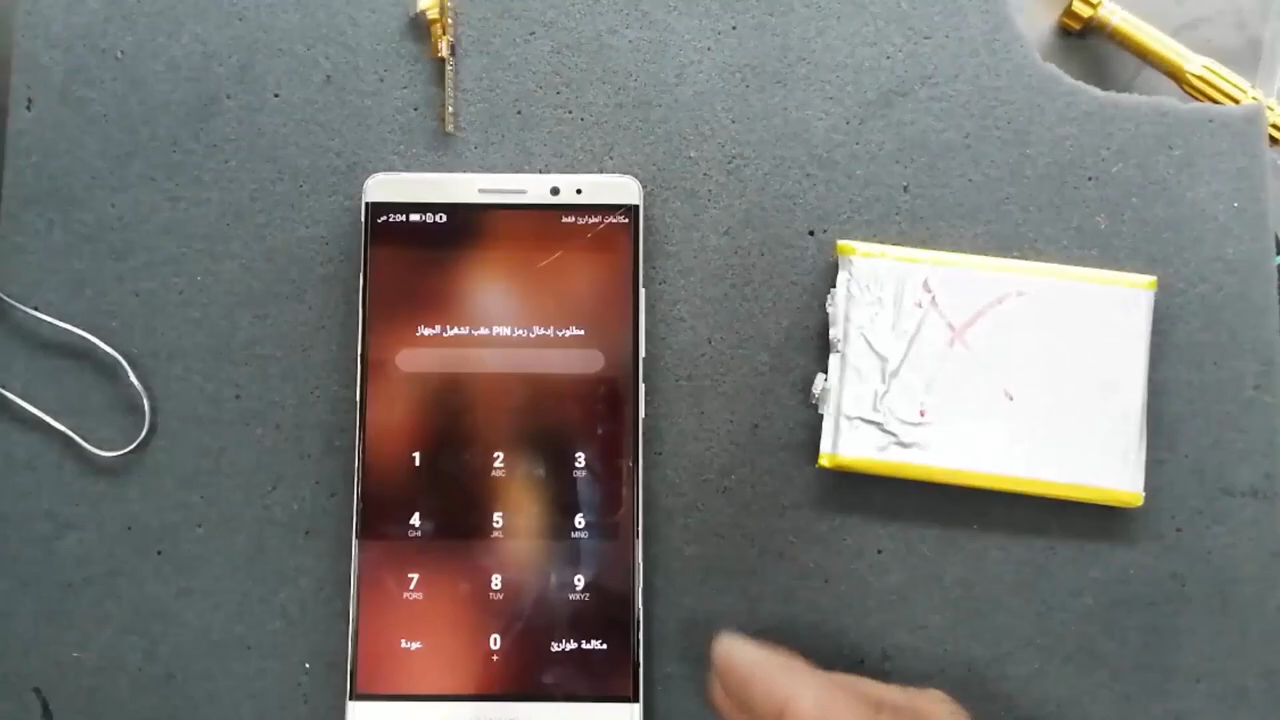 مكالمات الطوارئ فقط
2:04 ص
مطلوب إدخال رمز PIN عقب تشغيل الجهاز
1
2
ABC
3
DEF
4
GHI
5
JKL
6
MNO
7
PQRS
8
TUV
9
WXYZ
مكالمة طوارئ
0
+
عودة